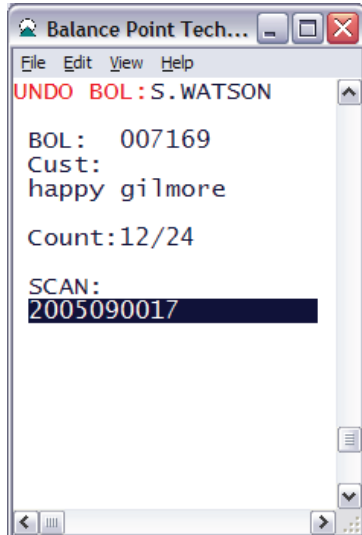 Balance Point Tech...
File Edit View Help
UNDO BOL:S.WATSON
BOL: 007169
Cust:
happy gilmore
Count:12/24
SCAN:
2005090017